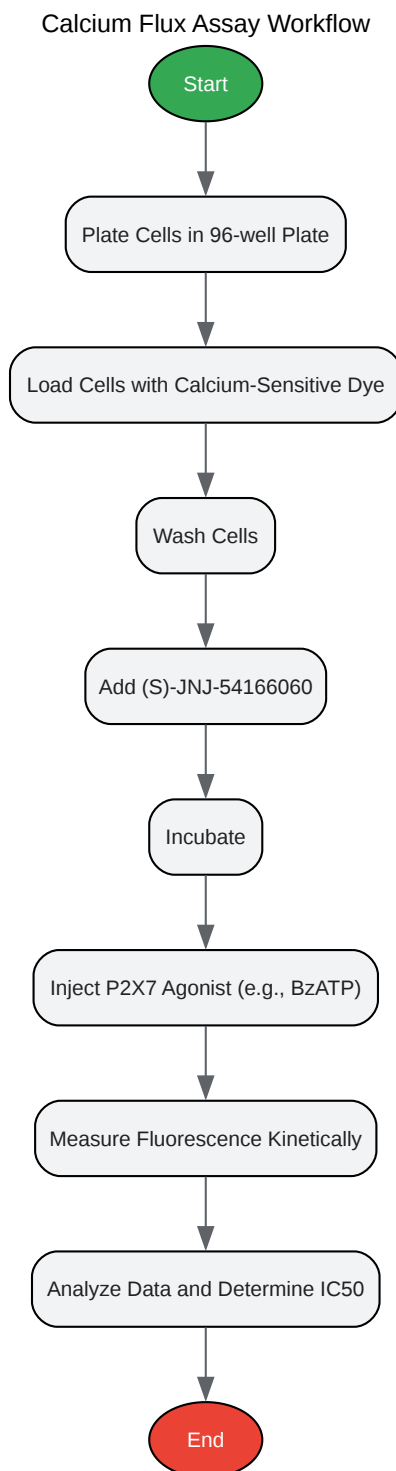 Calcium Flux Assay Workflow
Start
Plate Cells in 96-well Plate
Load Cells with Calcium-Sensitive Dye
Wash Cells
Add (S)-JNJ-54166060
Incubate
Inject P2X7 Agonist (e.g., BzATP)
Measure Fluorescence Kinetically
Analyze Data and Determine IC50
End